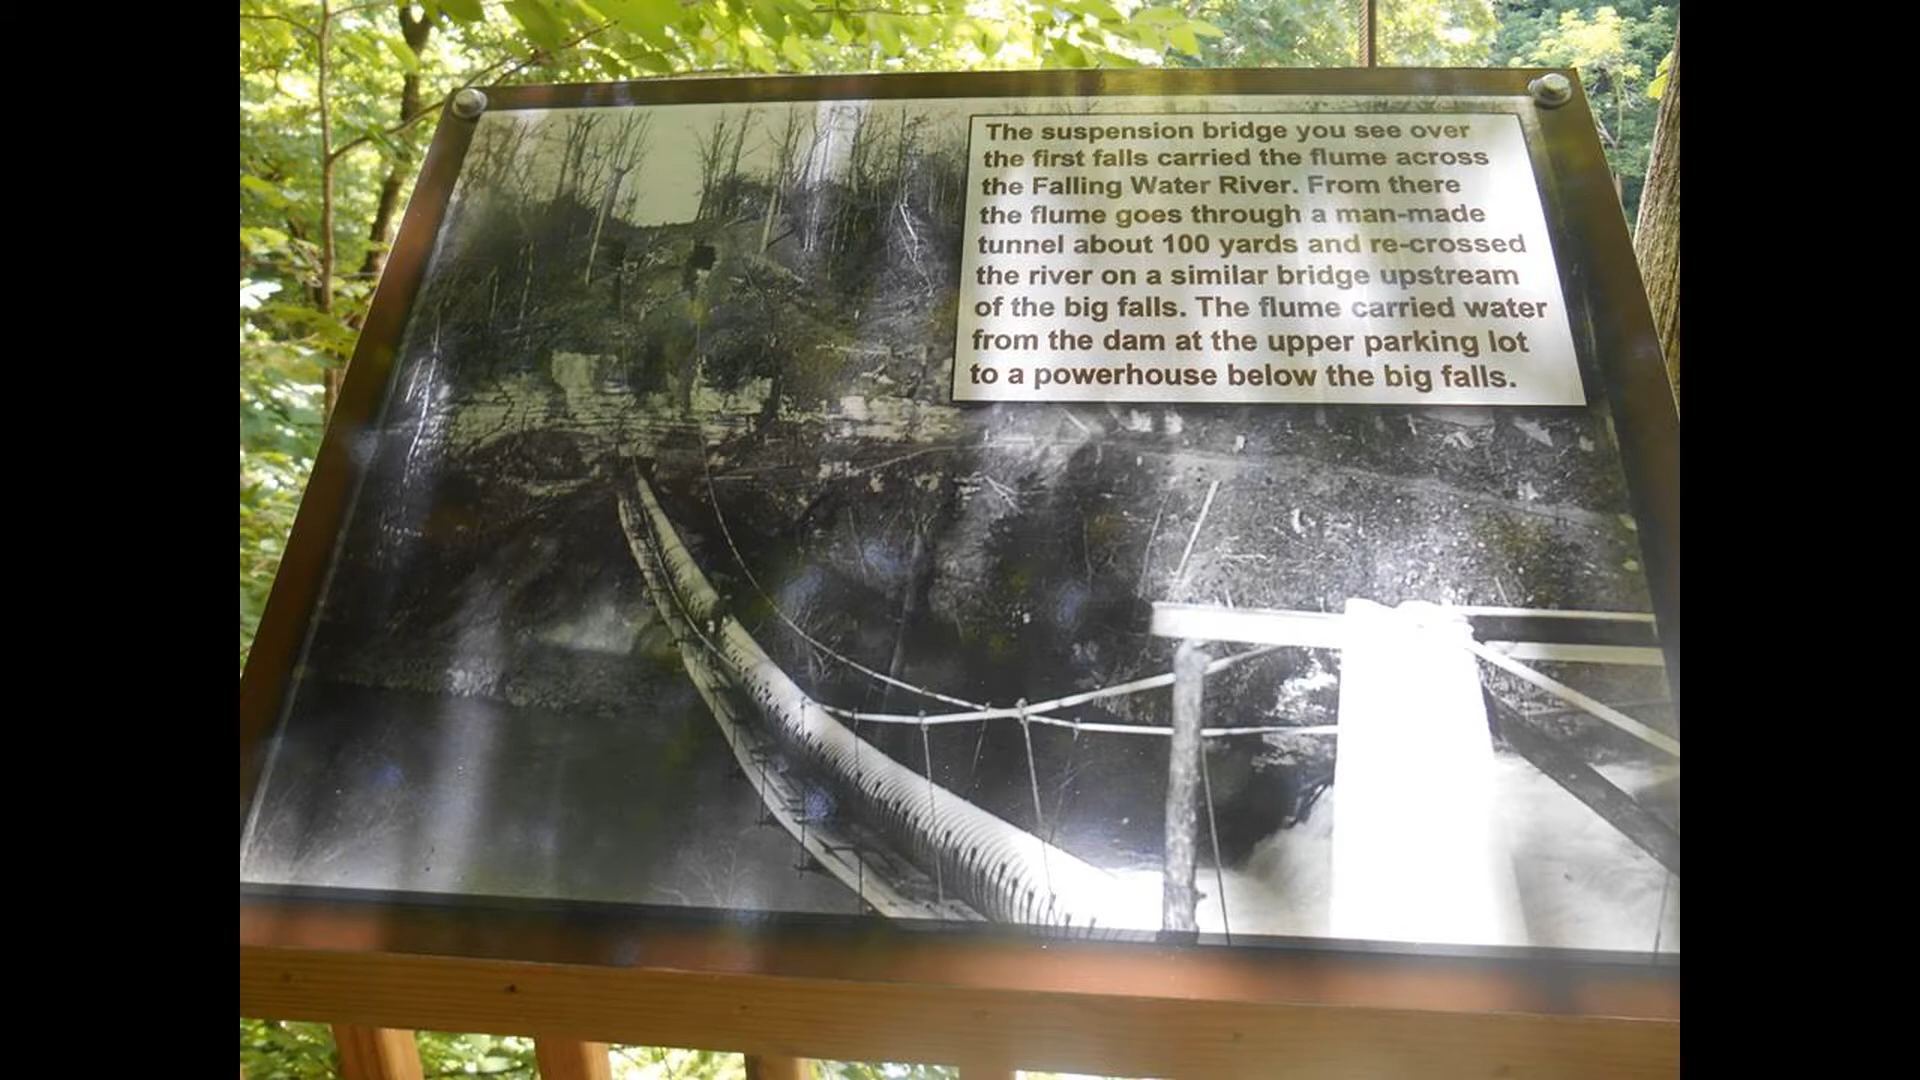 The suspension bridge you see over
the first falls carried the flume across
the Falling Water River. From there
the flume goes through a man-made
tunnel about 100 yards and re-crossed
the river on a similar bridge upstream
of the big falls. The flume carried water
from the dam at the upper parking lot
to a powerhouse below the big falls.